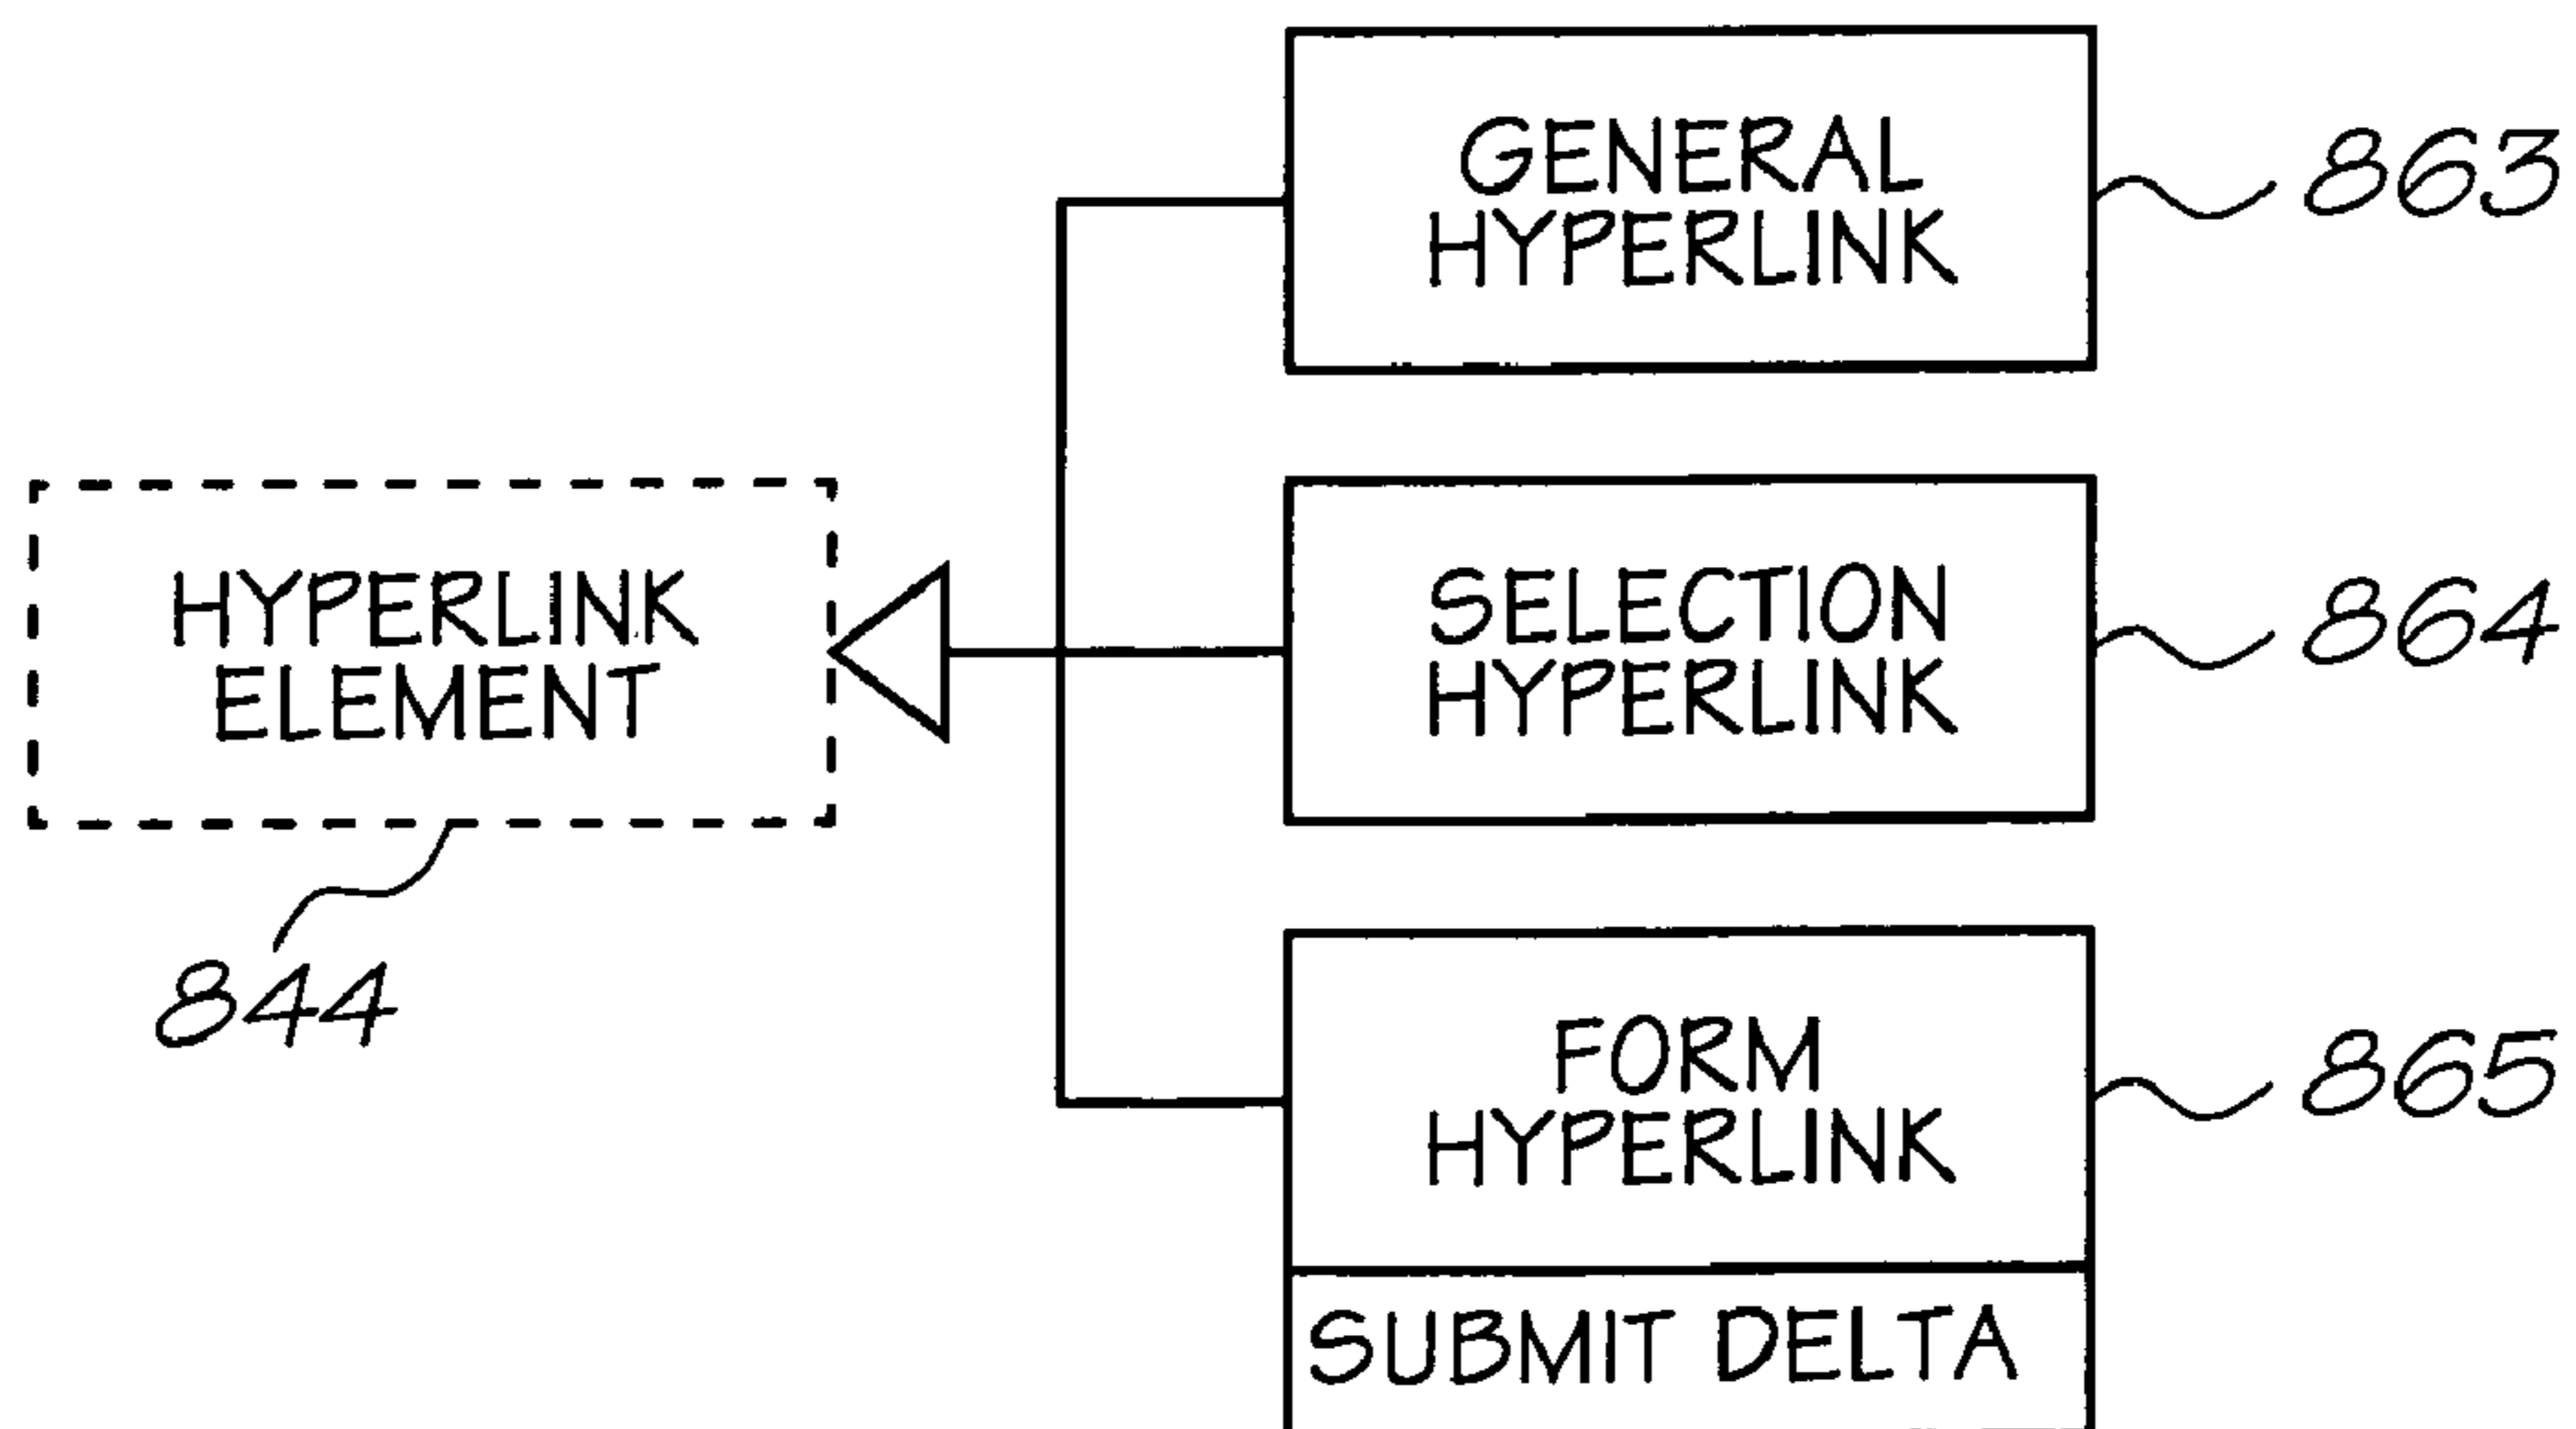 GENERAL
HYPERLINK
863
HYPERLINK
ELEMENT
844
SELECTION
HYPERLINK
864
FORM
HYPERLINK
865
SUBMIT DELTA